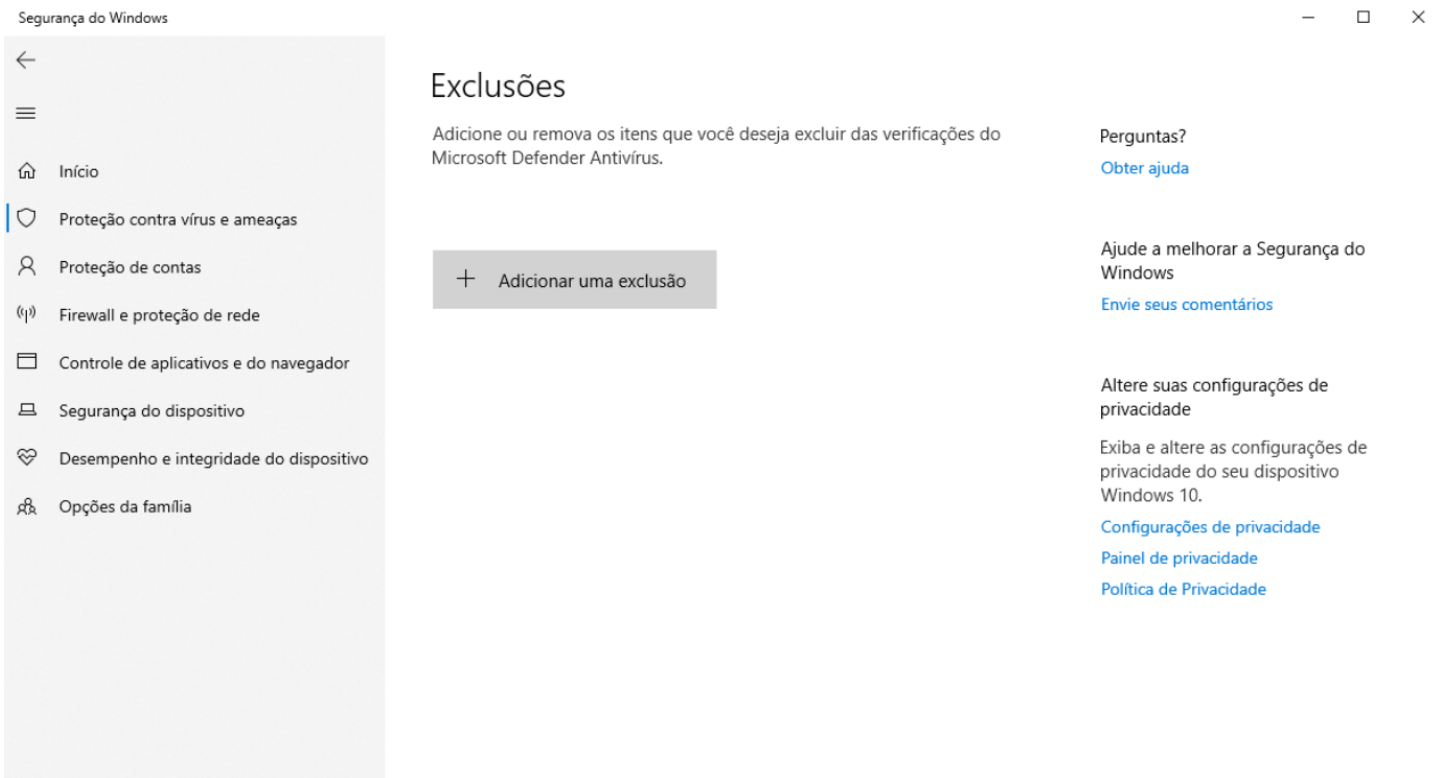 Segurança do Windows
Início
Proteção contra vírus e ameaças
Proteção de contas
Firewall e proteção de rede
Controle de aplicativos e do navegador
Segurança do dispositivo
Desempenho e integridade do dispositivo
Opções da família
Exclusões
Adicione ou remova os itens que você deseja excluir das verificações do
Microsoft Defender Antivírus.
Adicionar uma exclusão
Perguntas?
Obter ajuda
Ajude a melhorar a Segurança do
Windows
Envie seus comentários
Altere suas configurações de
privacidade
Exiba e altere as configurações de
privacidade do seu dispositivo
Windows 10.
Configurações de privacidade
Painel de privacidade
Política de Privacidade